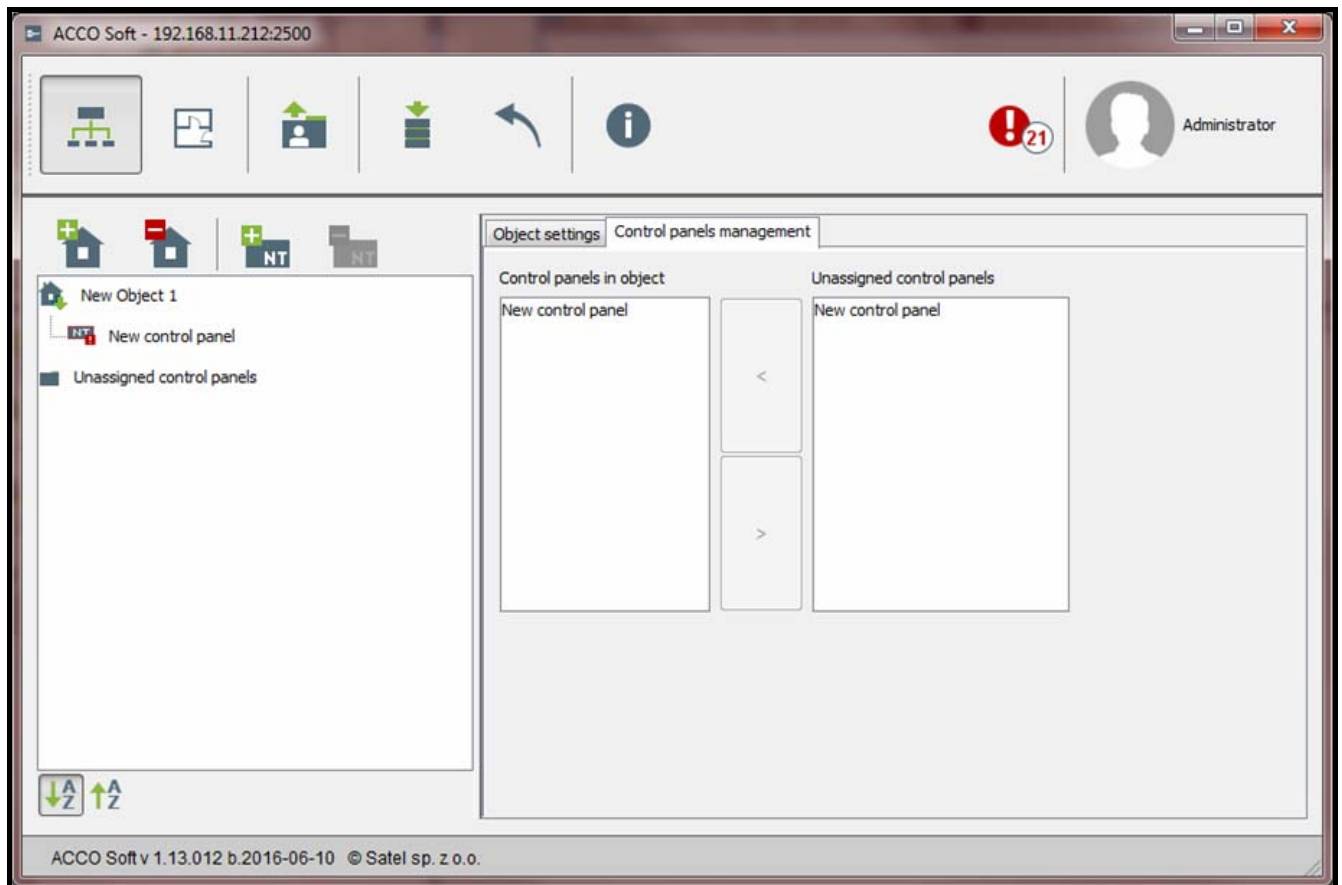 ACCO Soft - 192.168.11.212:2500
21
Administrator
NT
NT
Object settings
Control panels management
New Object 1
NT
New control panel
Unassigned control panels
Control panels in object
Unassigned control panels
New control panel
New control panel
<
>
A
Z
A
Z
ACCO Soft v 1.13.012 b.2016-06-10 © Satel sp. z o.o.